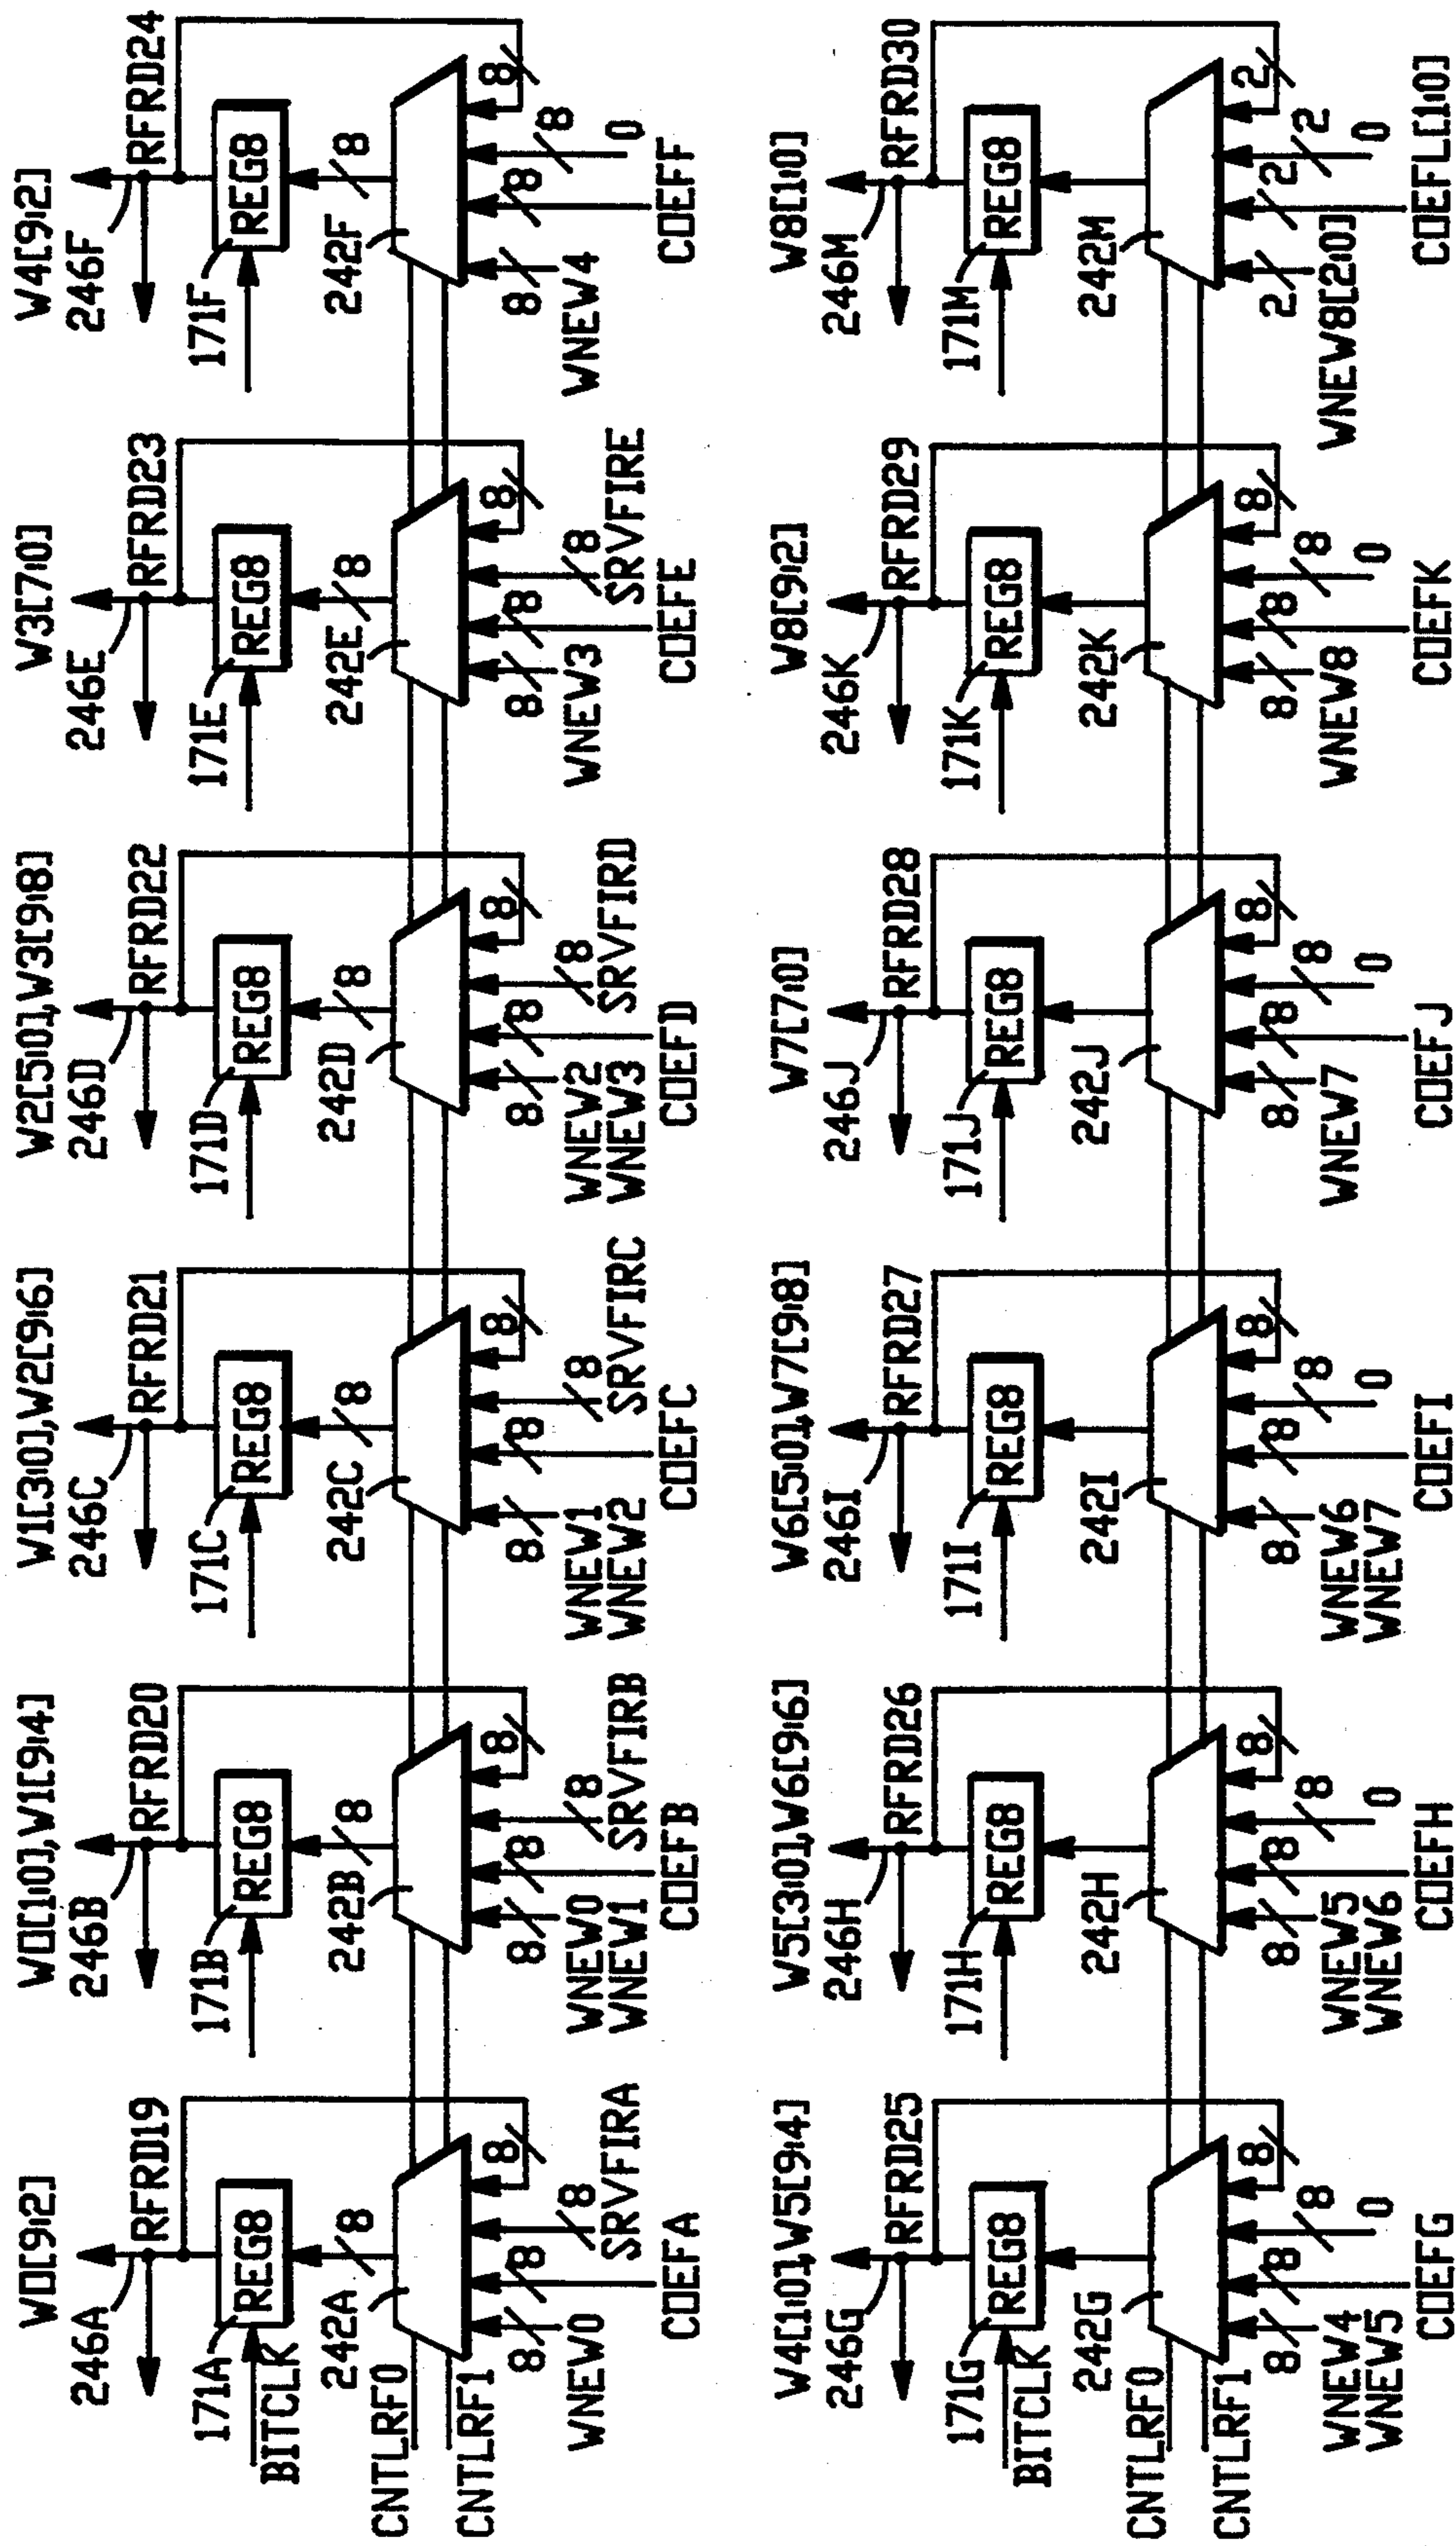 W0[9:2]
246A
RFRD19
171A
REG8
BITCLK
242A
8
CNTLRF0
CNTLRF1
8
8
8
8
WNEW0
SRVFIRA
COEFA
W0[1:0],W1[9:4]
246B
RFRD20
171B
REG8
242B
8
8
8
8
8
WNEW0
WNEW1
SRVFIRB
COEFB
W1[3:0],W2[9:6]
246C
RFRD21
171C
REG8
242C
8
8
8
8
8
WNEW1
WNEW2
SRVFIRC
COEFC
W2[5:0],W3[9:8]
246D
RFRD22
171D
REG8
242D
8
8
8
8
8
WNEW2
WNEW3
SRVFIRD
COEFD
W3[7:0]
246E
RFRD23
171E
REG8
242E
8
8
8
8
8
WNEW3
SRVFIRE
COEFE
W4[9:2]
246F
RFRD24
171F
REG8
242F
8
8
8
8
8
WNEW4
0
COEFF
W4[1:0],W5[9:4]
246G
RFRD25
171G
REG8
BITCLK
242G
CNTLRF0
CNTLRF1
8
8
8
8
WNEW4
WNEW5
0
COEFG
W5[3:0],W6[9:6]
246H
RFRD26
171H
REG8
242H
8
8
8
8
WNEW5
WNEW6
0
COEFH
W6[5:0],W7[9:8]
246I
RFRD27
171I
REG8
242I
8
8
8
8
WNEW6
WNEW7
0
COEFI
W7[7:0]
246J
RFRD28
171J
REG8
242J
8
8
8
8
WNEW7
0
COEFJ
W8[9:2]
246K
RFRD29
171K
REG8
242K
8
8
8
8
WNEW8
0
COEFK
W8[1:0]
246M
RFRD30
171M
REG8
242M
2
2
2
2
WNEW8[2:0]
0
COEFL[1:0]